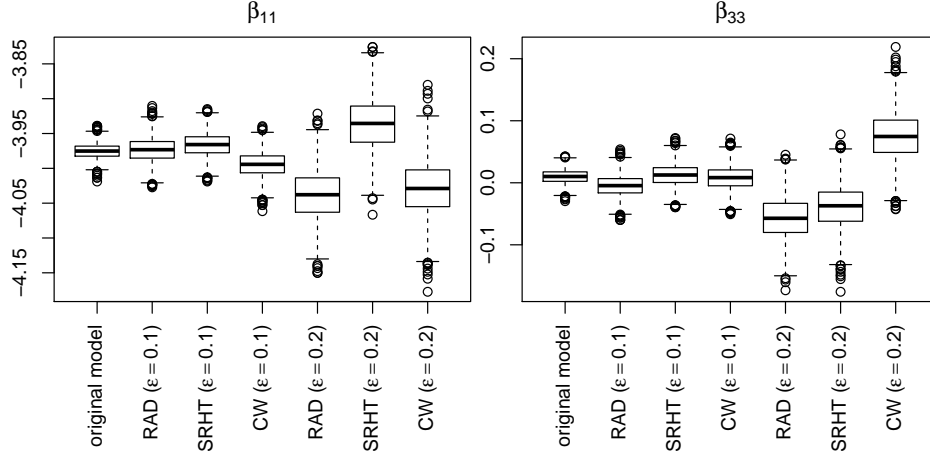 β₁₁
−3.85
−3.95
−4.05
−4.15
original model
RAD (ε = 0.1)
SRHT (ε = 0.1)
CW (ε = 0.1)
RAD (ε = 0.2)
SRHT (ε = 0.2)
CW (ε = 0.2)
β₃₃
0.2
0.1
0.0
−0.1
original model
RAD (ε = 0.1)
SRHT (ε = 0.1)
CW (ε = 0.1)
RAD (ε = 0.2)
SRHT (ε = 0.2)
CW (ε = 0.2)